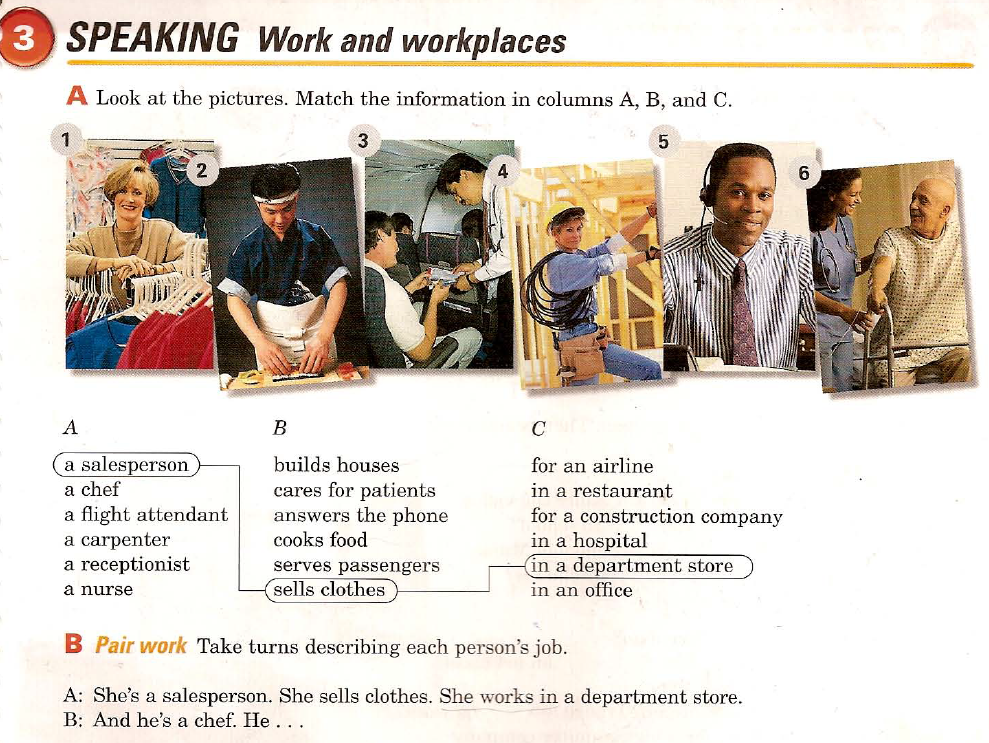 3 SPEAKING Work and workplaces
A Look at the pictures. Match the information in columns A, B, and C.
1
2
3
4
5
6
A B C
a salesperson builds houses for an airline
a chef cares for patients in a restaurant
a flight attendant answers the phone for a construction company
a carpenter cooks food in a hospital
a receptionist serves passengers in a department store
a nurse sells clothes in an office
B Pair work Take turns describing each person's job.
A: She's a salesperson. She sells clothes. She works in a department store.
B: And he's a chef. He . . .